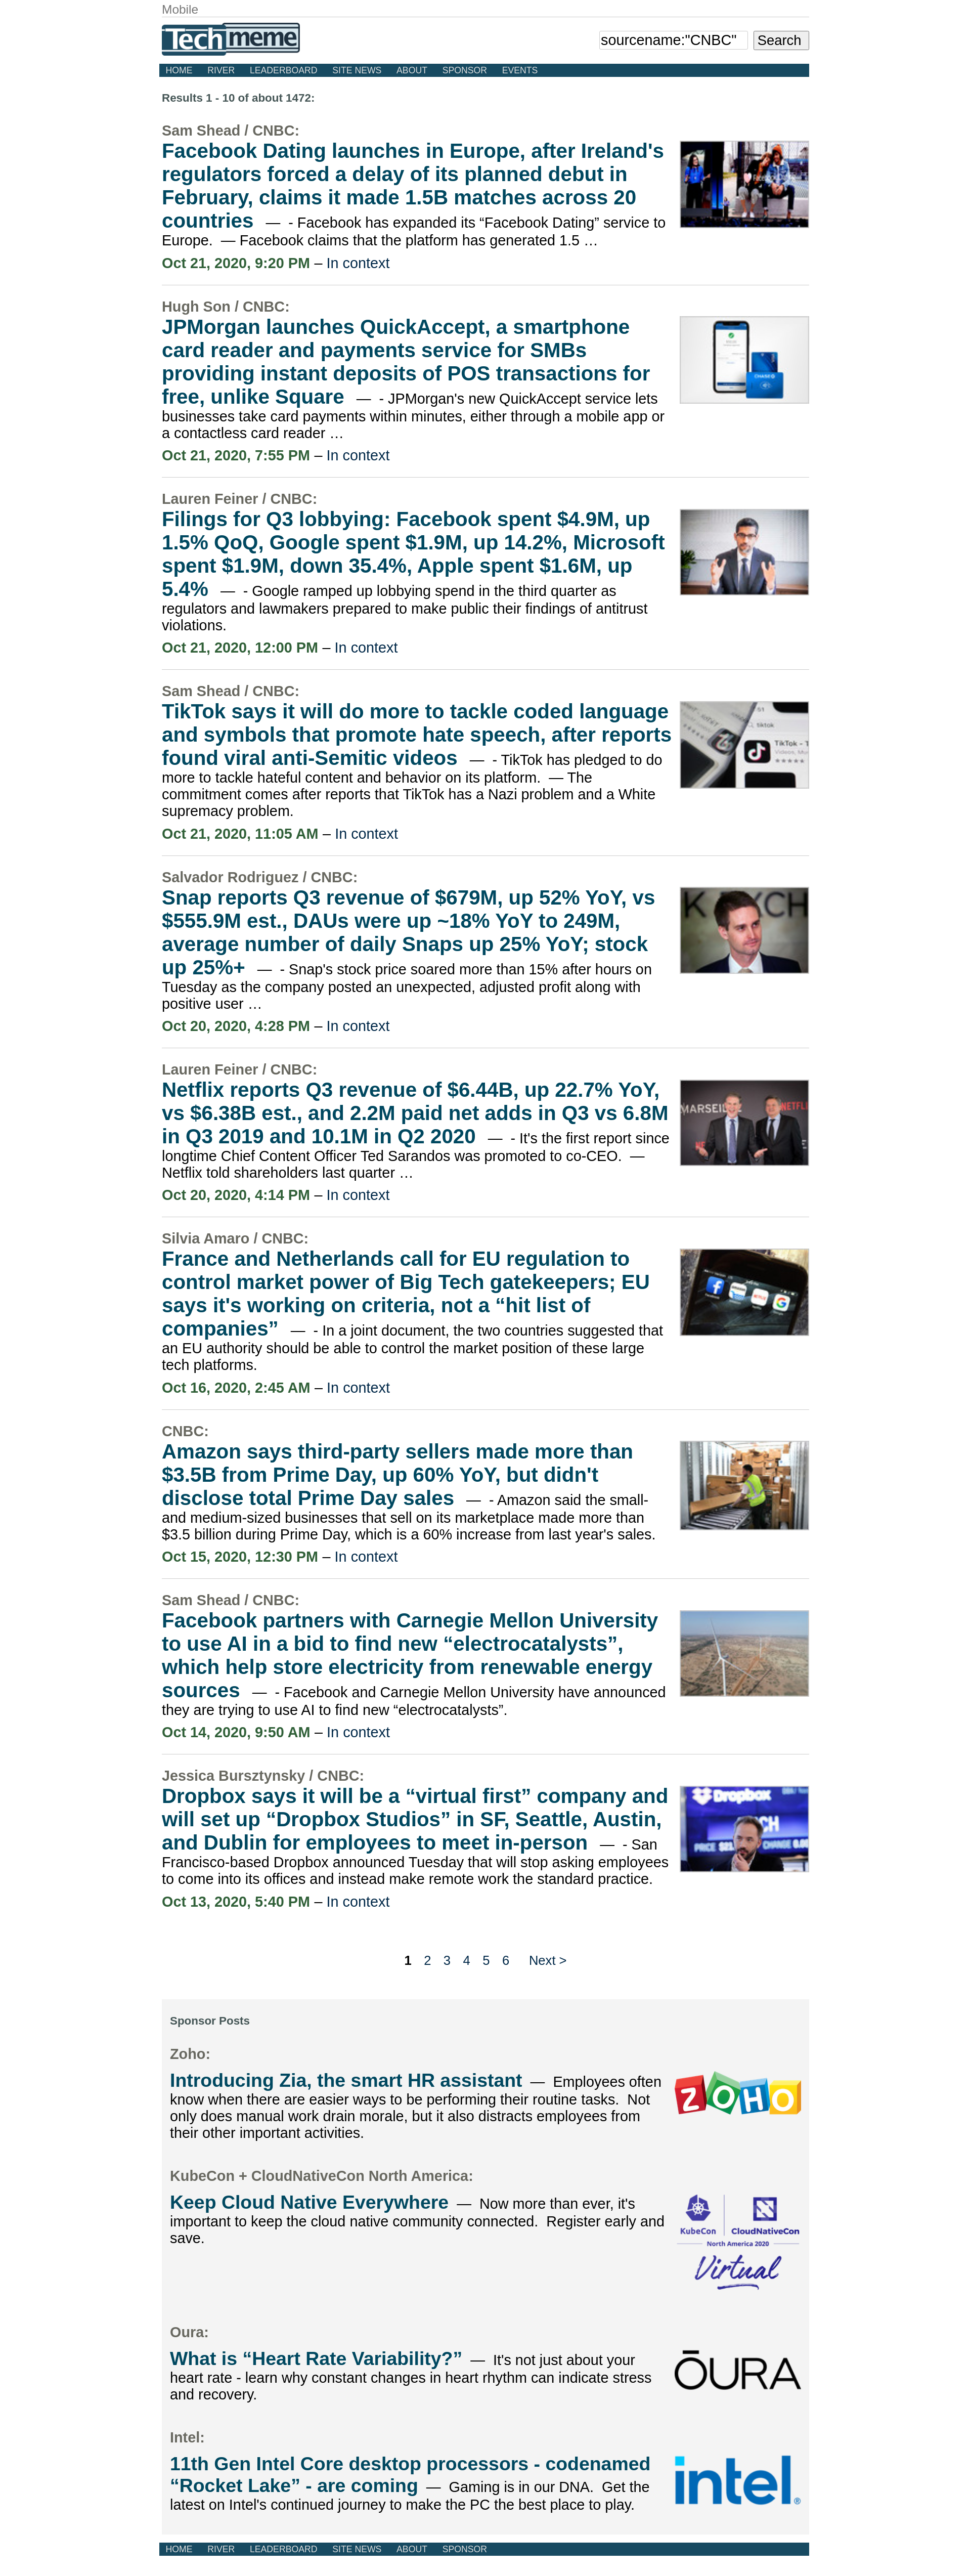 Mobile
Techmeme
sourcename:"CNBC"
Search
HOME RIVER LEADERBOARD SITE NEWS ABOUT SPONSOR EVENTS
Results 1 - 10 of about 1472:
Sam Shead / CNBC:
Facebook Dating launches in Europe, after Ireland's
regulators forced a delay of its planned debut in
February, claims it made 1.5B matches across 20
countries — - Facebook has expanded its “Facebook Dating” service to
Europe. — Facebook claims that the platform has generated 1.5 …
Oct 21, 2020, 9:20 PM – In context
Hugh Son / CNBC:
JPMorgan launches QuickAccept, a smartphone
card reader and payments service for SMBs
providing instant deposits of POS transactions for
free, unlike Square — - JPMorgan's new QuickAccept service lets
businesses take card payments within minutes, either through a mobile app or
a contactless card reader …
Oct 21, 2020, 7:55 PM – In context
CHASE
Lauren Feiner / CNBC:
Filings for Q3 lobbying: Facebook spent $4.9M, up
1.5% QoQ, Google spent $1.9M, up 14.2%, Microsoft
spent $1.9M, down 35.4%, Apple spent $1.6M, up
5.4% — - Google ramped up lobbying spend in the third quarter as
regulators and lawmakers prepared to make public their findings of antitrust
violations.
Oct 21, 2020, 12:00 PM – In context
Sam Shead / CNBC:
TikTok says it will do more to tackle coded language
and symbols that promote hate speech, after reports
found viral anti-Semitic videos — - TikTok has pledged to do
more to tackle hateful content and behavior on its platform. — The
commitment comes after reports that TikTok has a Nazi problem and a White
supremacy problem.
Oct 21, 2020, 11:05 AM – In context
tiktok
TikTok - T
Salvador Rodriguez / CNBC:
Snap reports Q3 revenue of $679M, up 52% YoY, vs
$555.9M est., DAUs were up ~18% YoY to 249M,
average number of daily Snaps up 25% YoY; stock
up 25%+ — - Snap's stock price soared more than 15% after hours on
Tuesday as the company posted an unexpected, adjusted profit along with
positive user …
Oct 20, 2020, 4:28 PM – In context
Lauren Feiner / CNBC:
Netflix reports Q3 revenue of $6.44B, up 22.7% YoY,
vs $6.38B est., and 2.2M paid net adds in Q3 vs 6.8M
in Q3 2019 and 10.1M in Q2 2020 — - It's the first report since
longtime Chief Content Officer Ted Sarandos was promoted to co-CEO. —
Netflix told shareholders last quarter …
Oct 20, 2020, 4:14 PM – In context
MARSEIL
NETFLI
Silvia Amaro / CNBC:
France and Netherlands call for EU regulation to
control market power of Big Tech gatekeepers; EU
says it's working on criteria, not a “hit list of
companies” — - In a joint document, the two countries suggested that
an EU authority should be able to control the market position of these large
tech platforms.
Oct 16, 2020, 2:45 AM – In context
CNBC:
Amazon says third-party sellers made more than
$3.5B from Prime Day, up 60% YoY, but didn't
disclose total Prime Day sales — - Amazon said the small-
and medium-sized businesses that sell on its marketplace made more than
$3.5 billion during Prime Day, which is a 60% increase from last year's sales.
Oct 15, 2020, 12:30 PM – In context
Sam Shead / CNBC:
Facebook partners with Carnegie Mellon University
to use AI in a bid to find new “electrocatalysts”,
which help store electricity from renewable energy
sources — - Facebook and Carnegie Mellon University have announced
they are trying to use AI to find new “electrocatalysts”.
Oct 14, 2020, 9:50 AM – In context
Jessica Bursztynsky / CNBC:
Dropbox says it will be a “virtual first” company and
will set up “Dropbox Studios” in SF, Seattle, Austin,
and Dublin for employees to meet in-person — - San
Francisco-based Dropbox announced Tuesday that will stop asking employees
to come into its offices and instead make remote work the standard practice.
Oct 13, 2020, 5:40 PM – In context
Dropbox
PRICE CHANGE
1 2 3 4 5 6 Next >
Sponsor Posts
Zoho:
Introducing Zia, the smart HR assistant — Employees often
know when there are easier ways to be performing their routine tasks. Not
only does manual work drain morale, but it also distracts employees from
their other important activities.
ZOHO
KubeCon + CloudNativeCon North America:
Keep Cloud Native Everywhere — Now more than ever, it's
important to keep the cloud native community connected. Register early and
save.
KubeCon CloudNativeCon
North America 2020
Virtual
Oura:
What is “Heart Rate Variability?” — It's not just about your
heart rate - learn why constant changes in heart rhythm can indicate stress
and recovery.
ŌURA
Intel:
11th Gen Intel Core desktop processors - codenamed
“Rocket Lake” - are coming — Gaming is in our DNA. Get the
latest on Intel's continued journey to make the PC the best place to play.
intel®
HOME RIVER LEADERBOARD SITE NEWS ABOUT SPONSOR